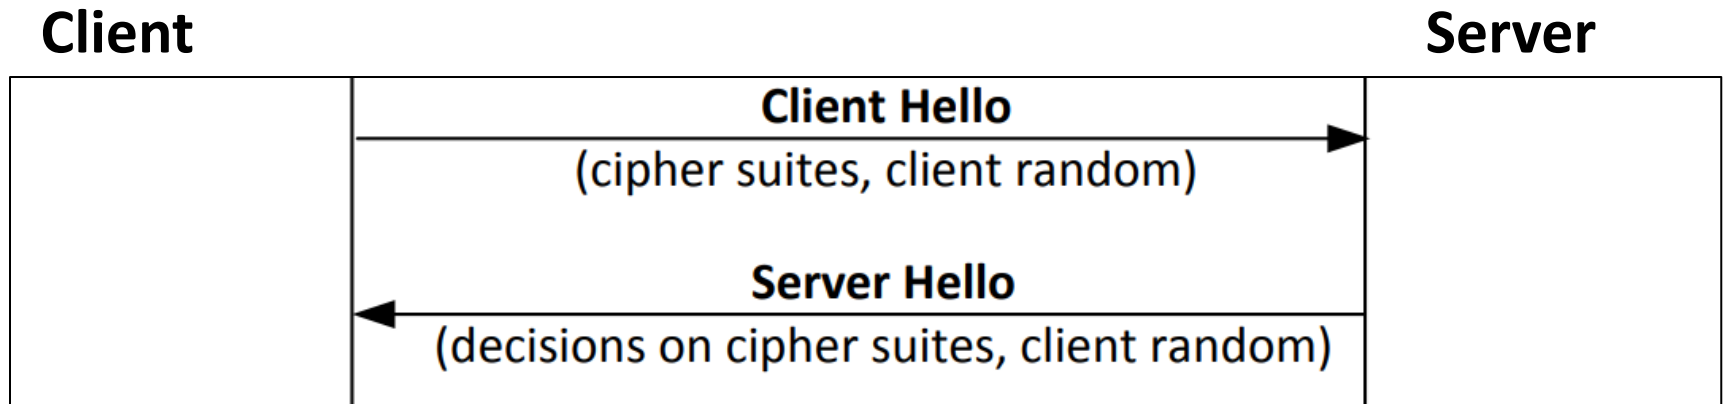 Client
Server
Client Hello
(cipher suites, client random)
Server Hello
(decisions on cipher suites, client random)